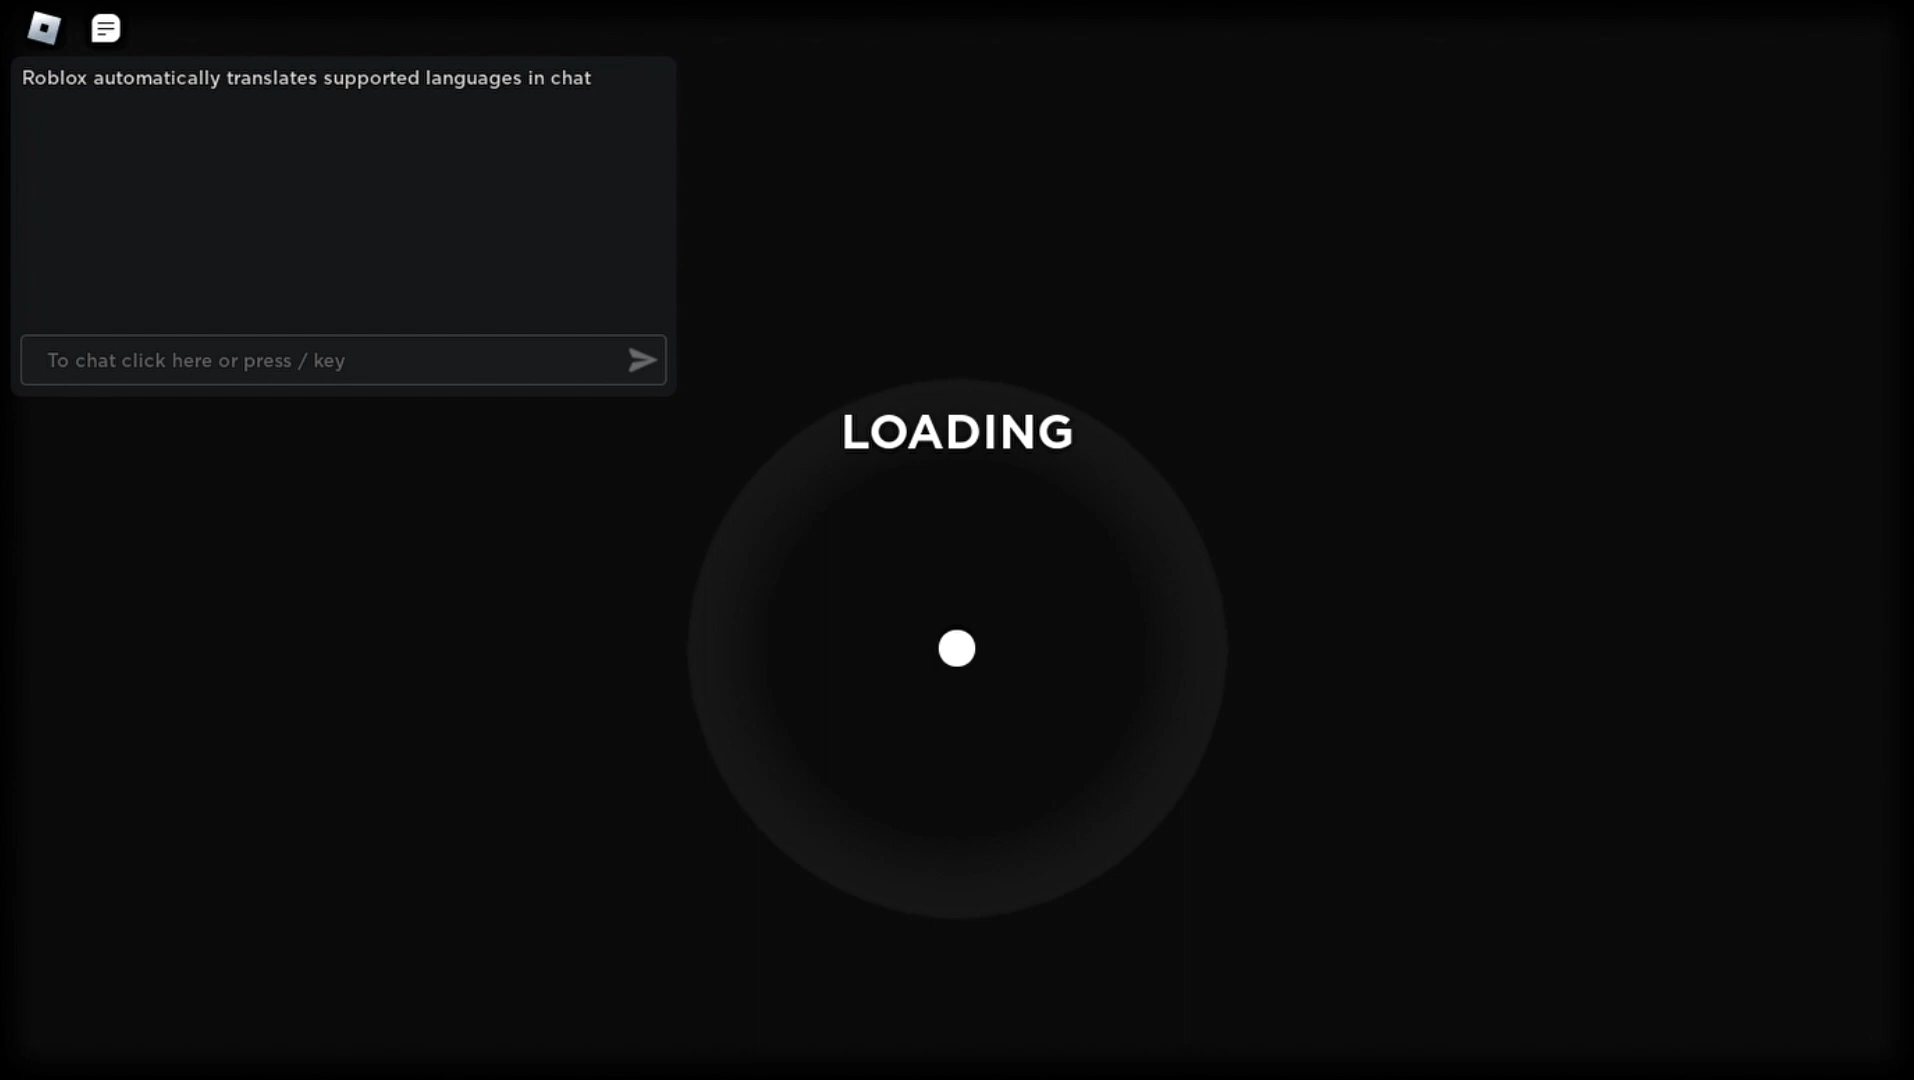 Roblox automatically translates supported languages in chat
To chat click here or press / key
LOADING